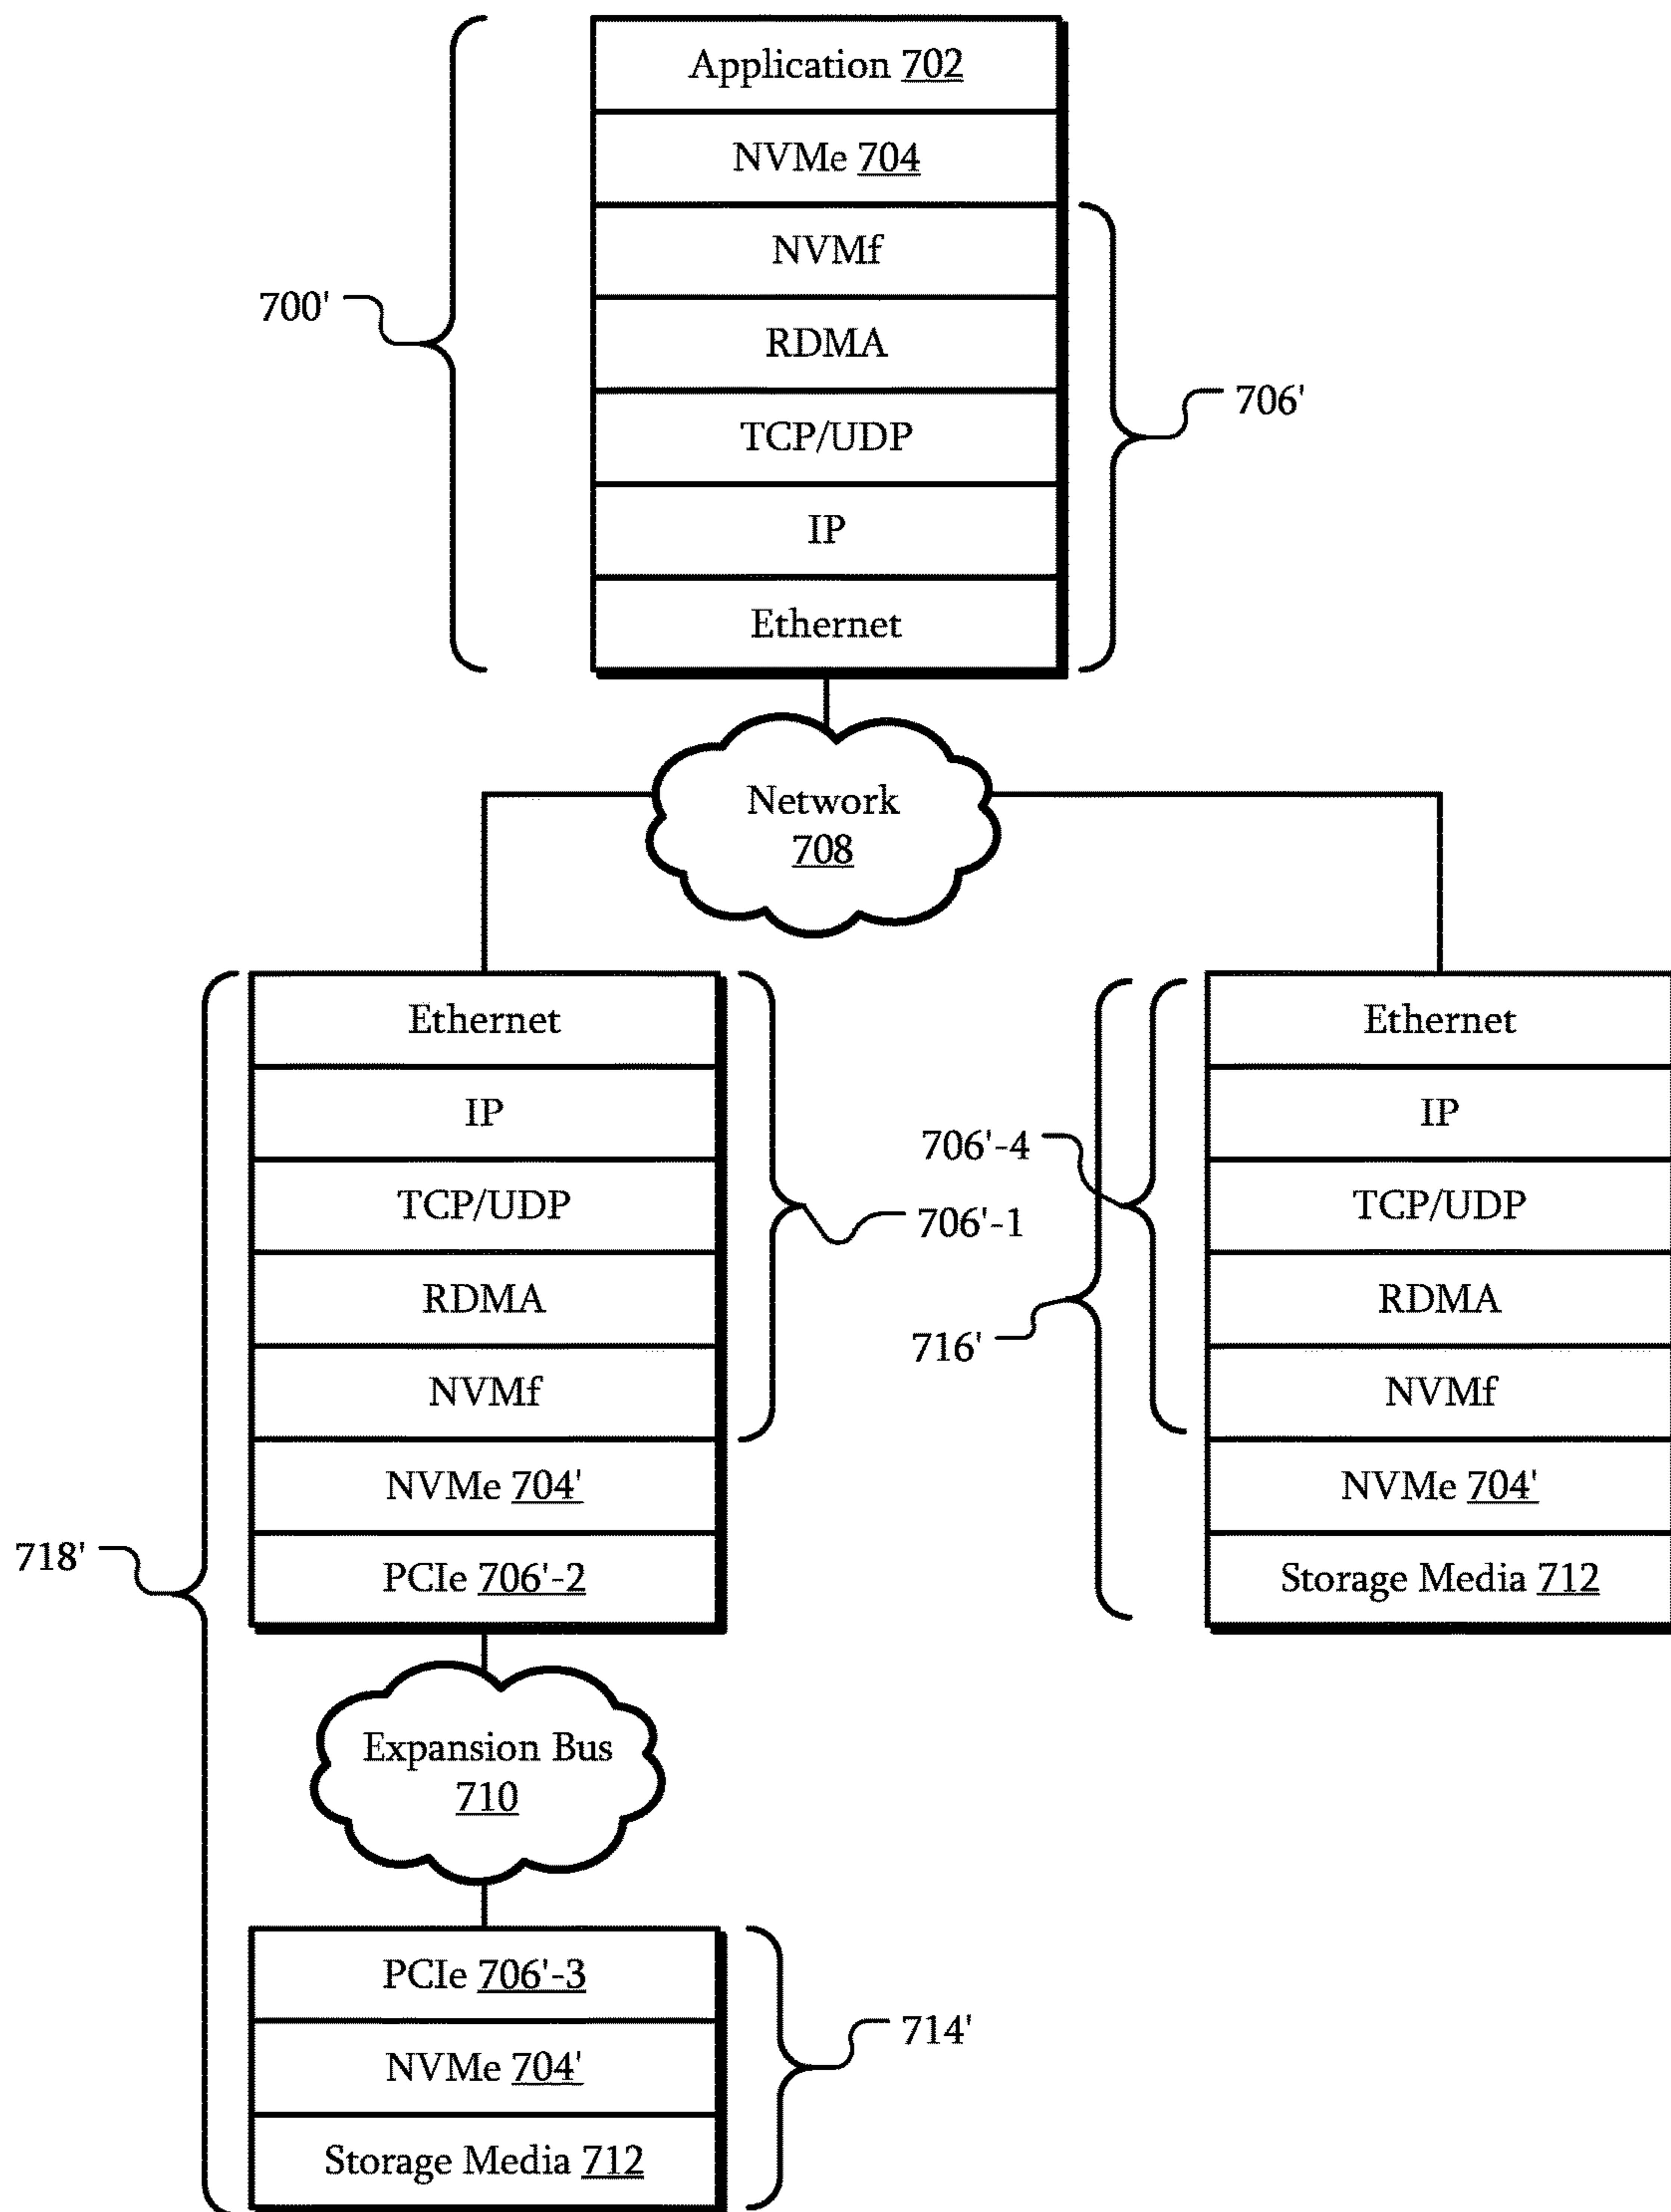 Application 702
NVMe 704
NVMf
700'
RDMA
706'
TCP/UDP
IP
Ethernet
Network
708
Ethernet
IP
TCP/UDP
RDMA
NVMf
NVMe 704'
PCIe 706'-2
706'-1
718'
706'-4
716'
Ethernet
IP
TCP/UDP
RDMA
NVMf
NVMe 704'
Storage Media 712
Expansion Bus
710
PCIe 706'-3
NVMe 704'
Storage Media 712
714'